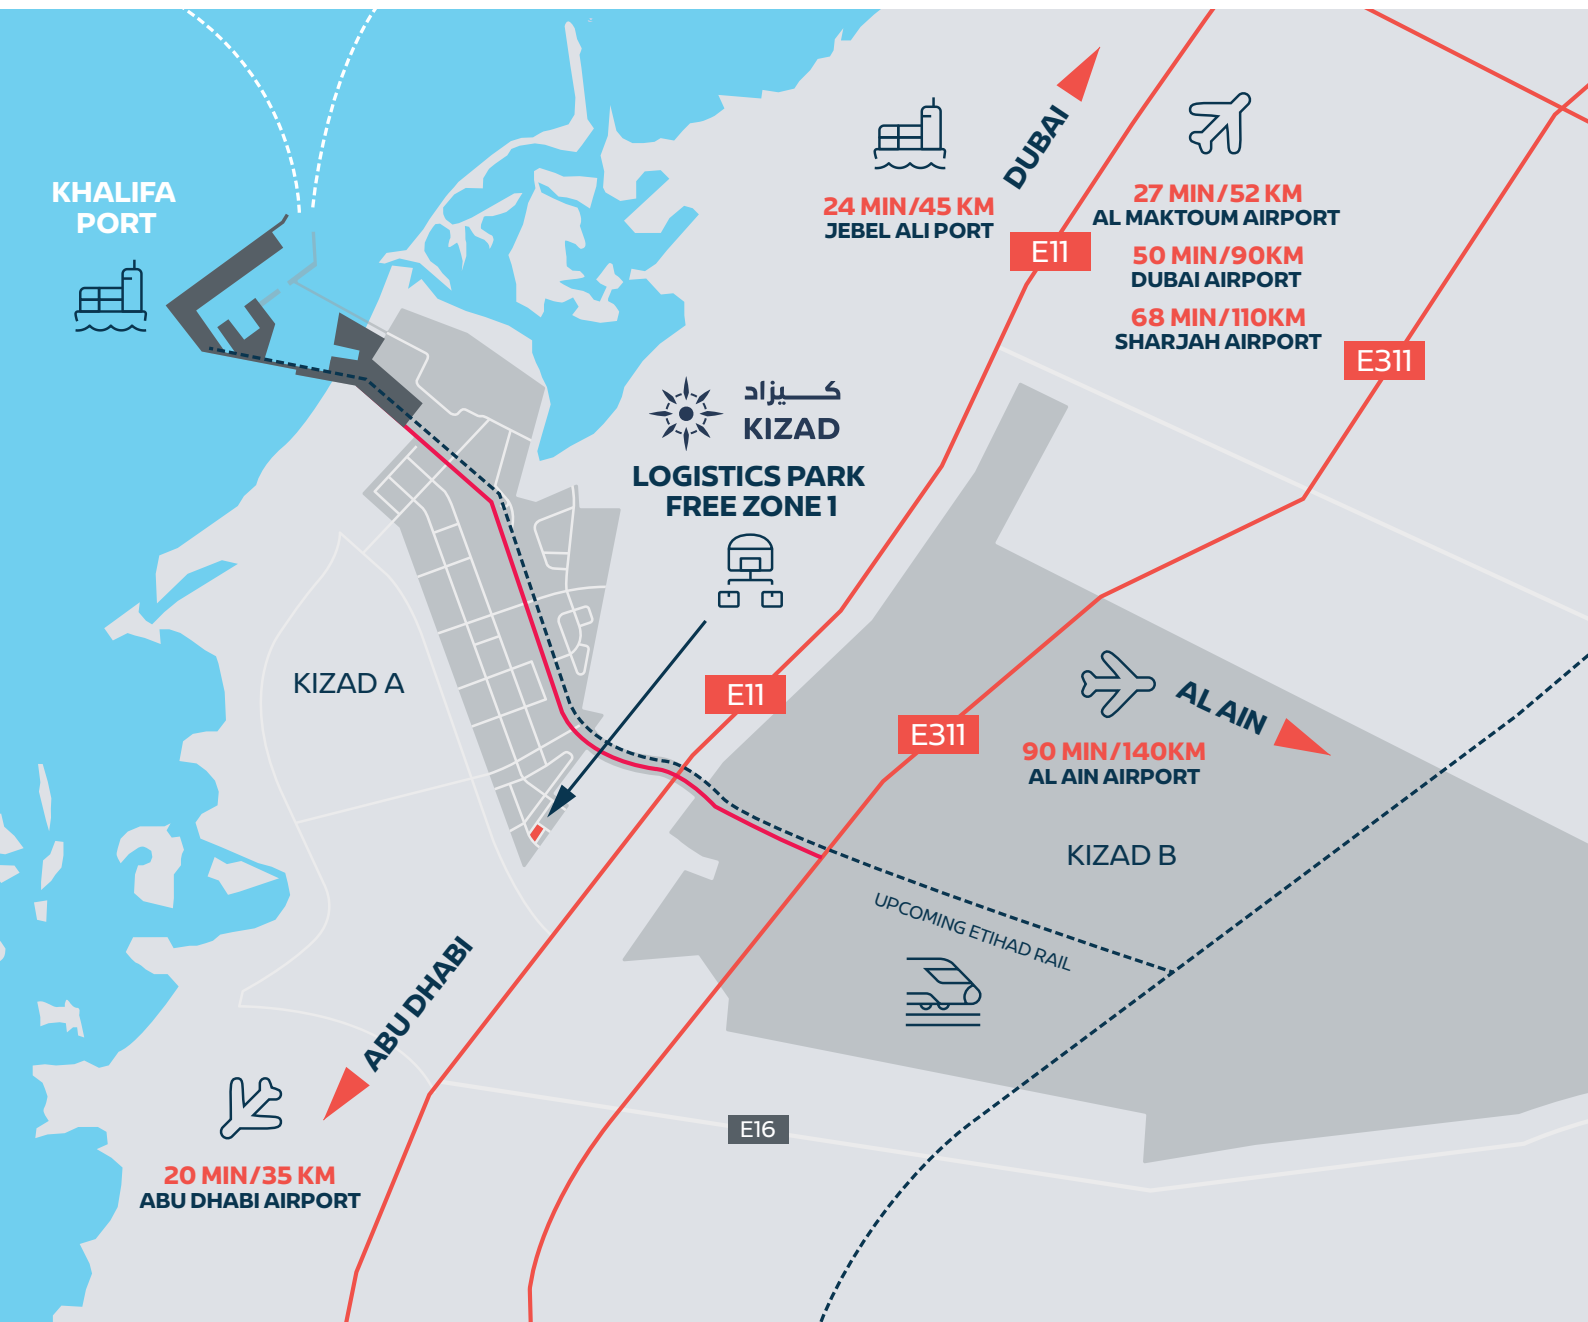 KHALIFA
PORT
24 MIN/45 KM
JEBEL ALI PORT
DUBAI
27 MIN/52 KM
AL MAKTOUM AIRPORT
50 MIN/90KM
DUBAI AIRPORT
68 MIN/110KM
SHARJAH AIRPORT
E11
E311
كـــيـزاد
KIZAD
LOGISTICS PARK
FREE ZONE 1
KIZAD A
E11
E311
AL AIN
90 MIN/140KM
AL AIN AIRPORT
KIZAD B
UPCOMING ETIHAD RAIL
ABU DHABI
E16
20 MIN/35 KM
ABU DHABI AIRPORT